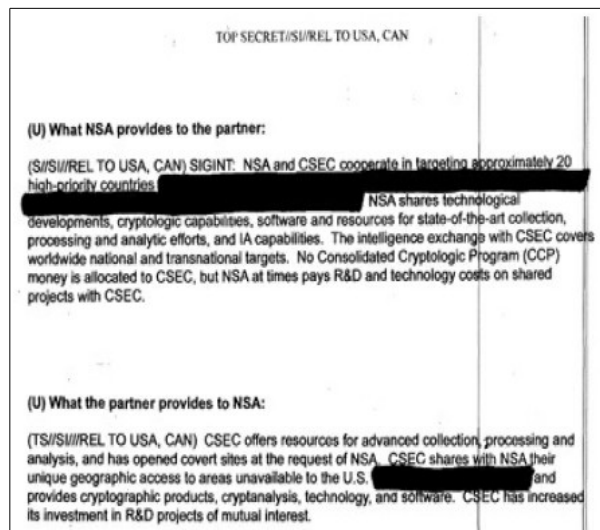 TOP SECRET//SI//REL TO USA, CAN
(U) What NSA provides to the partner:
(S//SI//REL TO USA, CAN) SIGINT: NSA and CSEC cooperate in targeting approximately 20
high-priority countries
NSA shares technological
developments, cryptologic capabilities, software and resources for state-of-the-art collection,
processing and analytic efforts, and IA capabilities. The intelligence exchange with CSEC covers
worldwide national and transnational targets. No Consolidated Cryptologic Program (CCP)
money is allocated to CSEC, but NSA at times pays R&D and technology costs on shared
projects with CSEC.
(U) What the partner provides to NSA:
(TS//SI///REL TO USA, CAN) CSEC offers resources for advanced collection, processing and
analysis, and has opened covert sites at the request of NSA. CSEC shares with NSA their
unique geographic access to areas unavailable to the U.S.
and
provides cryptographic products, cryptanalysis, technology, and software. CSEC has increased
its investment in R&D projects of mutual interest.